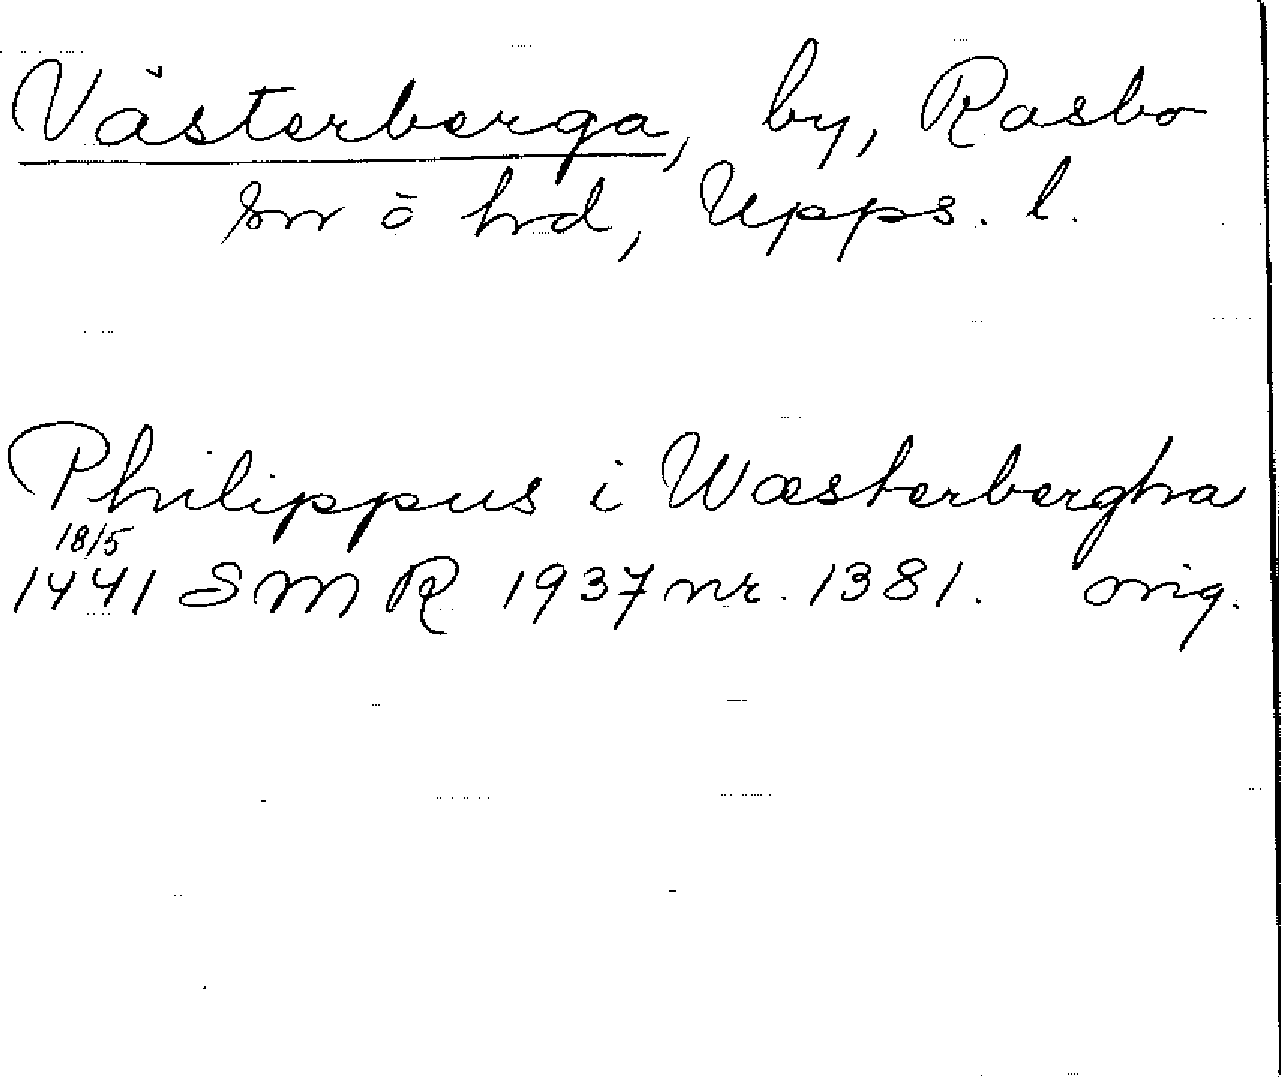 Västerberga, by, Rasbo
sn o hd, Upps. l.
Philippus i Wæsterbergha
18/5
1441 SMR 1937 nr. 1381. orig.